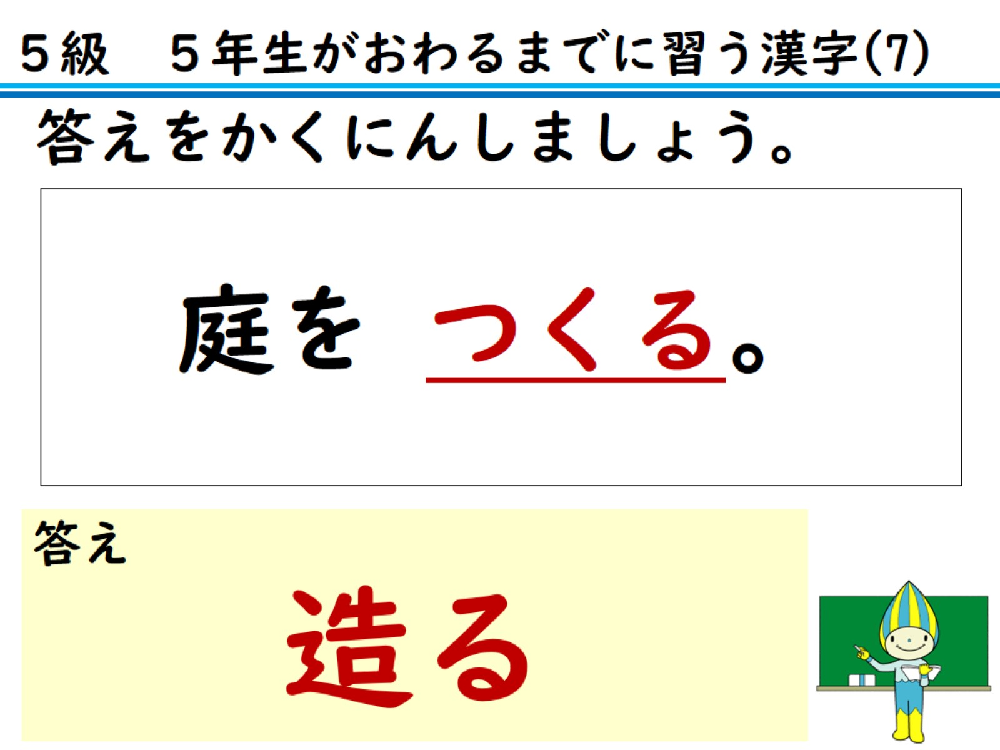 ５級　５年生がおわるまでに習う漢字(7)
答えをかくにんしましょう。
庭を つくる。
答え
造る